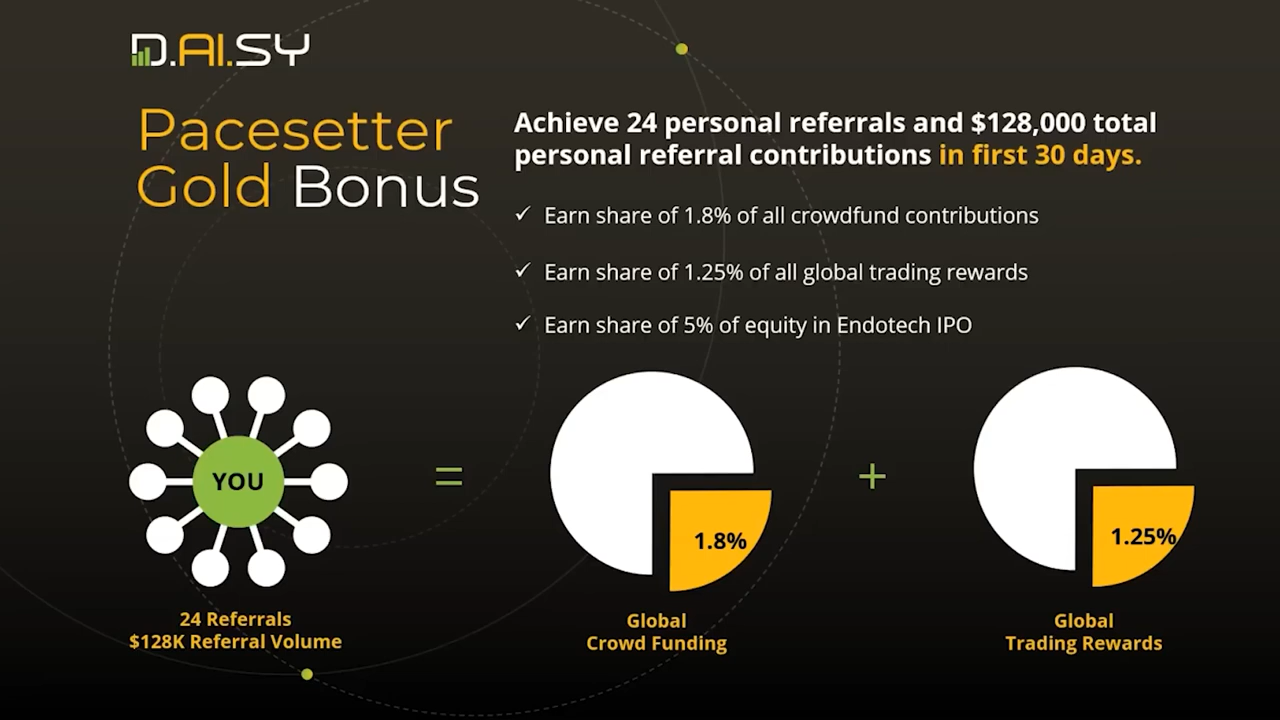 D.AI.SY
Pacesetter
Gold Bonus
Achieve 24 personal referrals and $128,000 total
personal referral contributions in first 30 days.
✓ Earn share of 1.8% of all crowdfund contributions
✓ Earn share of 1.25% of all global trading rewards
✓ Earn share of 5% of equity in Endotech IPO
YOU
=
1.8%
+
1.25%
24 Referrals
$128K Referral Volume
Global
Crowd Funding
Global
Trading Rewards